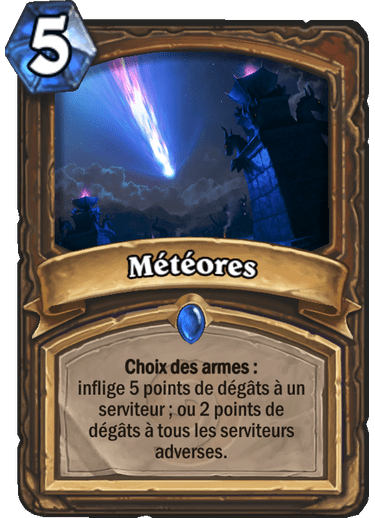 5
Météores
Choix des armes :
inflige 5 points de dégâts à un
serviteur ; ou 2 points de
dégâts à tous les serviteurs
adverses.